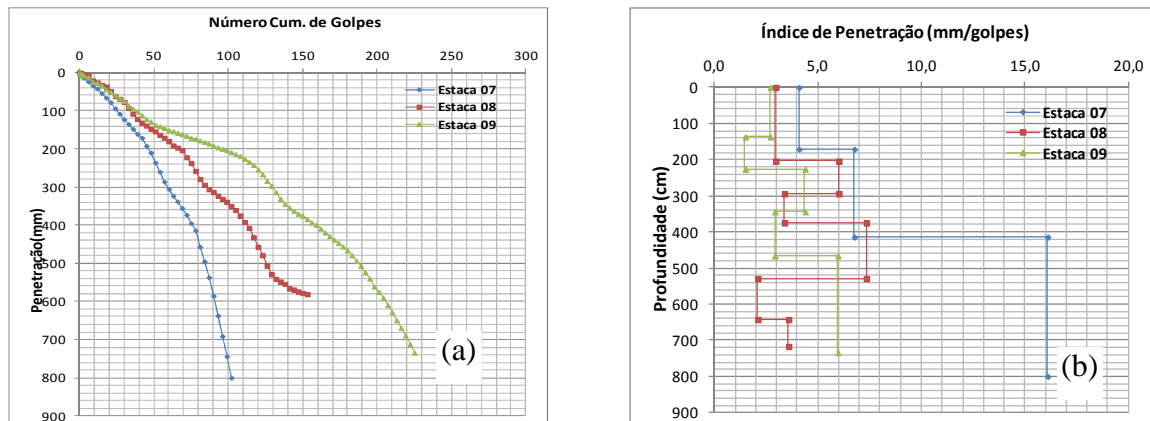 Número Cum. de Golpes
0 50 100 150 200 250 300
0
100
200
300
400
500
600
700
800
900
Penetração(mm)
Estaca 07
Estaca 08
Estaca 09
(a)
Índice de Penetração (mm/golpes)
0,0 5,0 10,0 15,0 20,0
0
100
200
300
400
500
600
700
800
900
Profundidade (cm)
Estaca 07
Estaca 08
Estaca 09
(b)